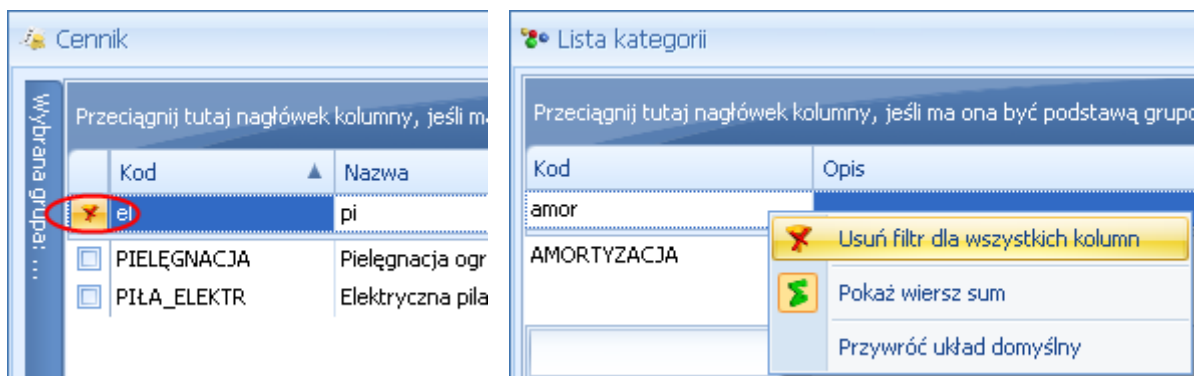 Cennik
Wybrana grupa: ...
Przeciągnij tutaj nagłówek kolumny, jeśli
Kod Nazwa
el pi
PIELĘGNACJA Pielęgnacja ogr
PIŁA_ELEKTR Elektryczna pila
Lista kategorii
Przeciągnij tutaj nagłówek kolumny, jeśli ma ona być podstawą grupo
Kod Opis
amor
AMORTYZACJA
Usuń filtr dla wszystkich kolumn
Pokaż wiersz sum
Przywróć układ domyślny